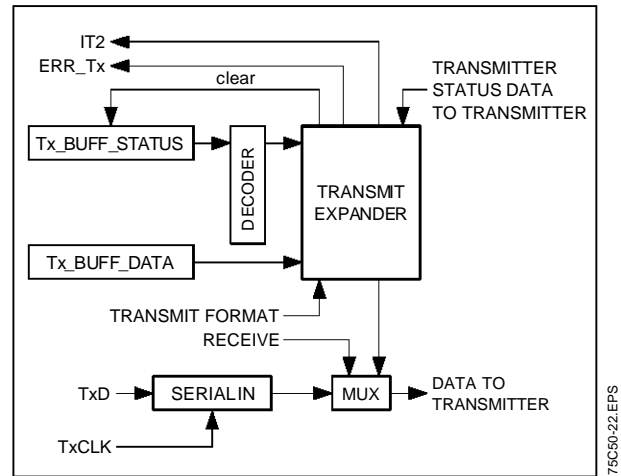 IT2
ERR_Tx
clear
TRANSMITTER
STATUS DATA
TO TRANSMITTER
Tx_BUFF_STATUS
DECODER
TRANSMIT
EXPANDER
Tx_BUFF_DATA
TRANSMIT FORMAT
RECEIVE
TxD
SERIALIN
MUX
DATA TO
TRANSMITTER
TxCLK
75C50-22.EPS